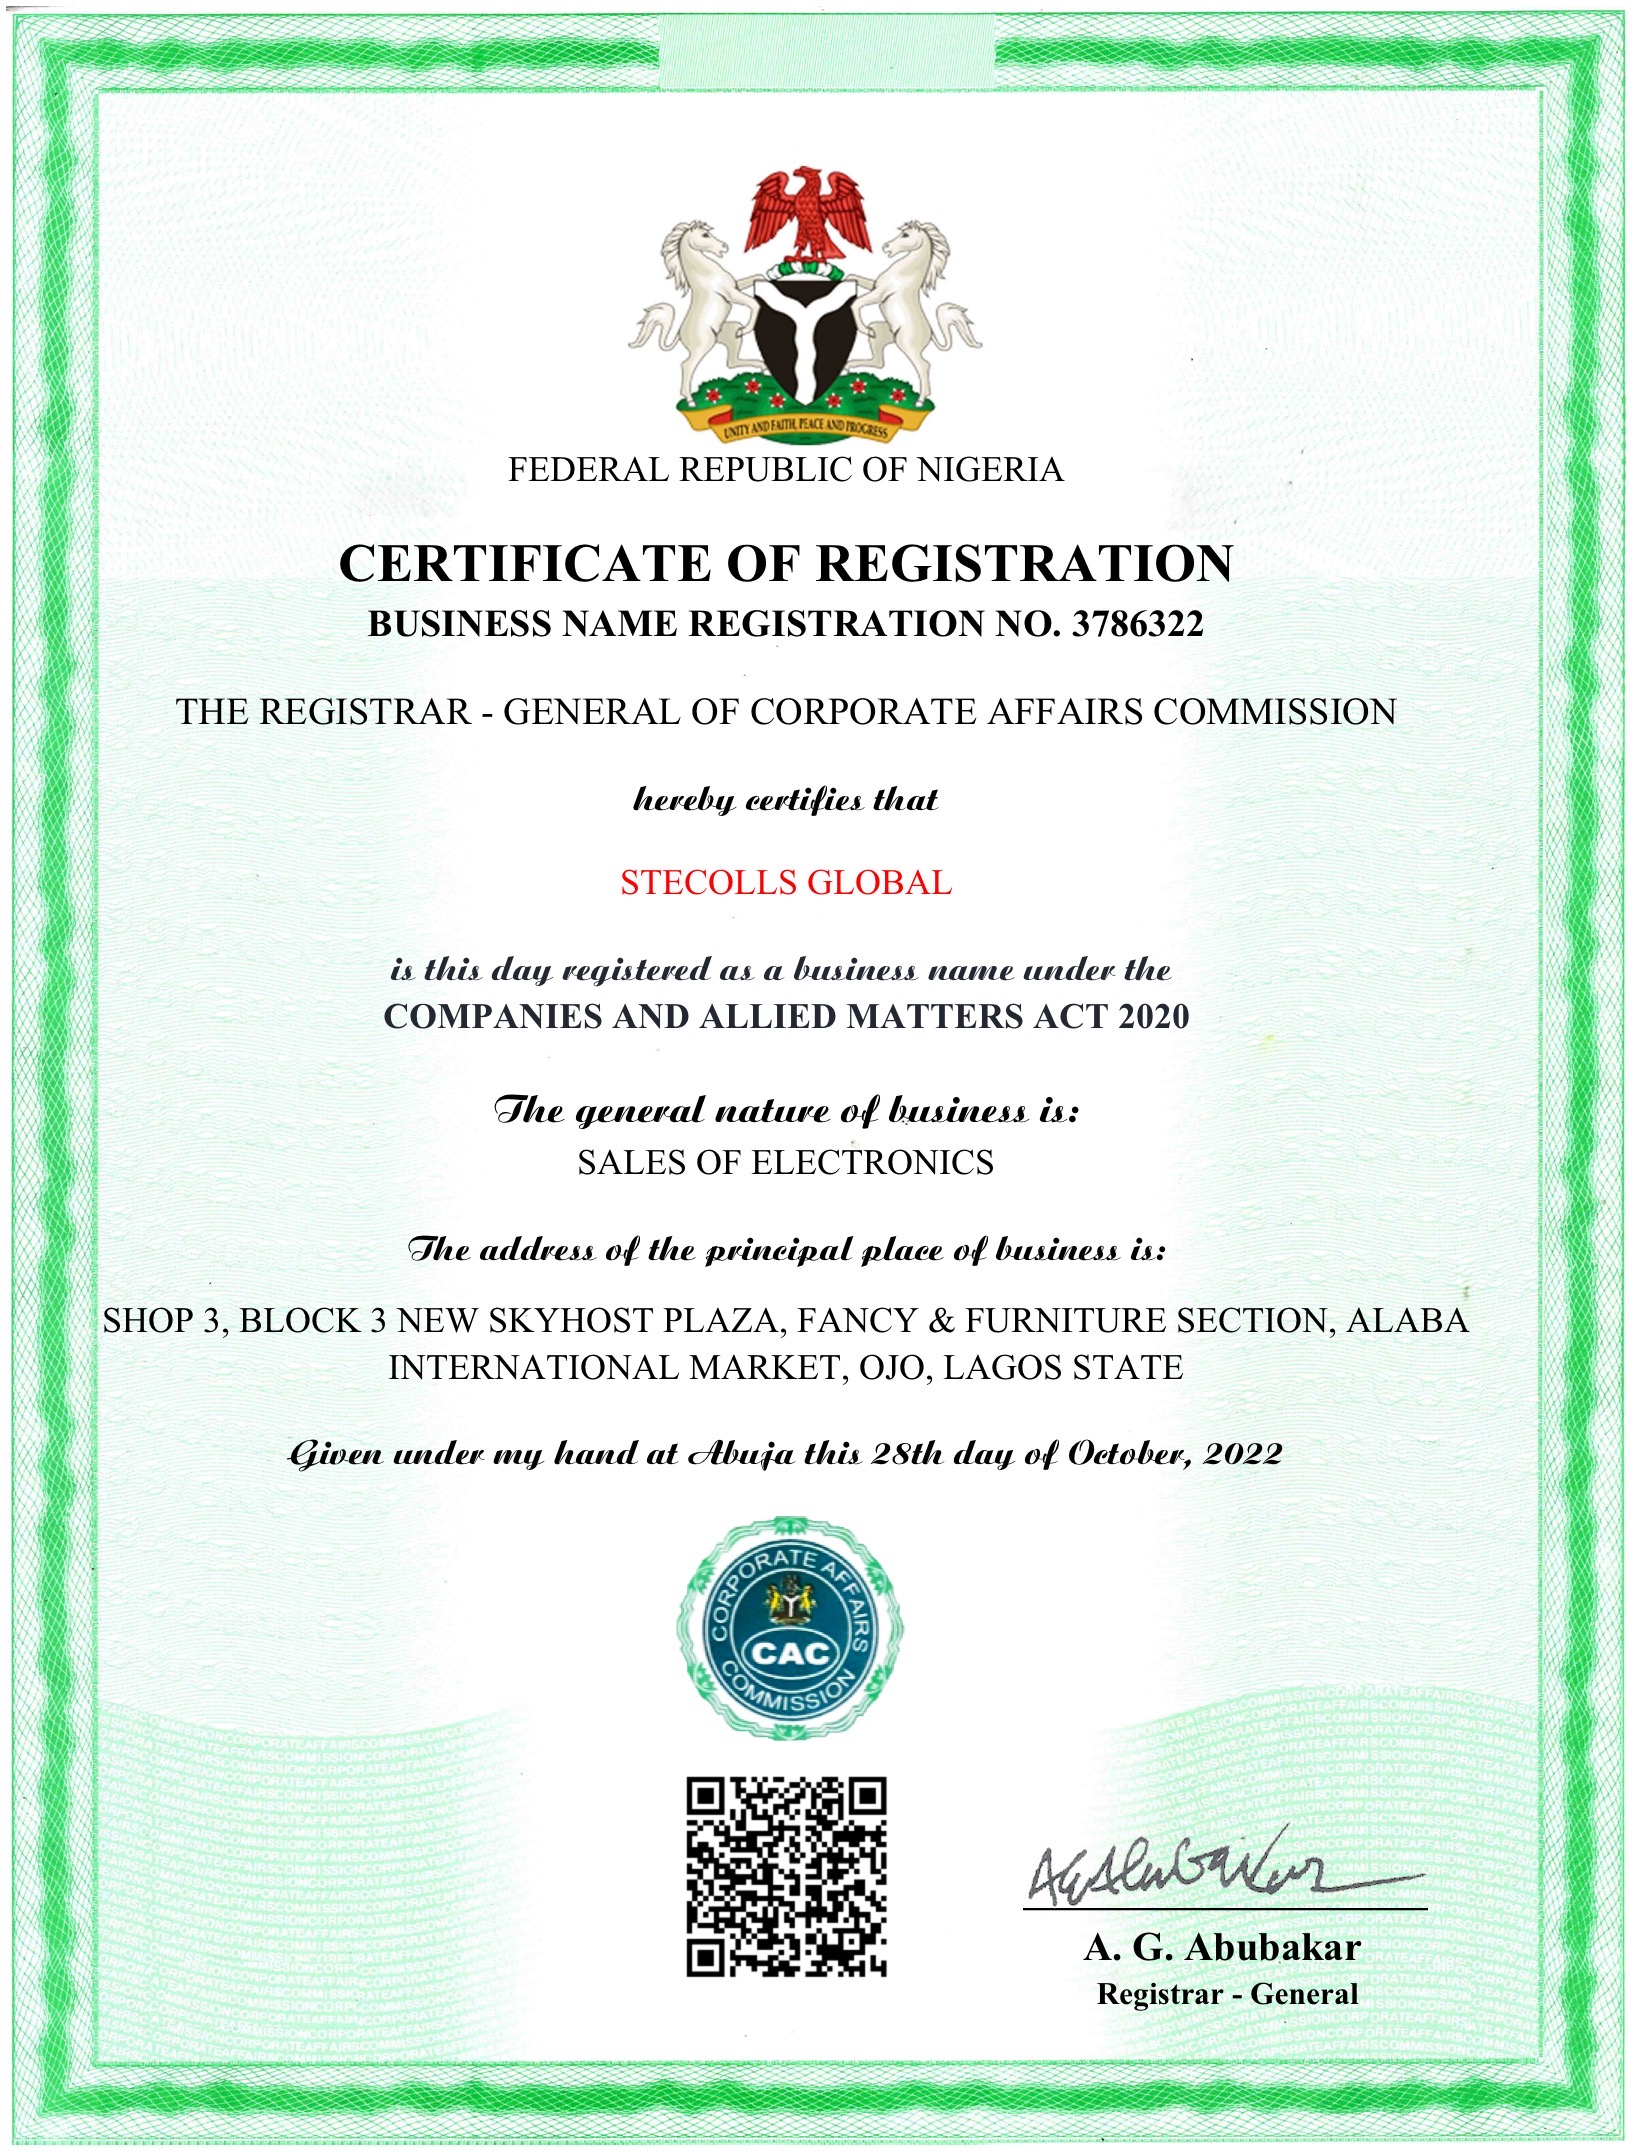 UNITY AND FAITH, PEACE AND PROGRESS
FEDERAL REPUBLIC OF NIGERIA
CERTIFICATE OF REGISTRATION
BUSINESS NAME REGISTRATION NO. 3786322
THE REGISTRAR - GENERAL OF CORPORATE AFFAIRS COMMISSION
hereby certifies that
STECOLLS GLOBAL
is this day registered as a business name under the
COMPANIES AND ALLIED MATTERS ACT 2020
The general nature of business is:
SALES OF ELECTRONICS
The address of the principal place of business is:
SHOP 3, BLOCK 3 NEW SKYHOST PLAZA, FANCY & FURNITURE SECTION, ALABA
INTERNATIONAL MARKET, OJO, LAGOS STATE
Given under my hand at Abuja this 28th day of October, 2022
CORPORATE AFFAIRS
CAC
COMMISSION
A. G. Abubakar
Registrar - General